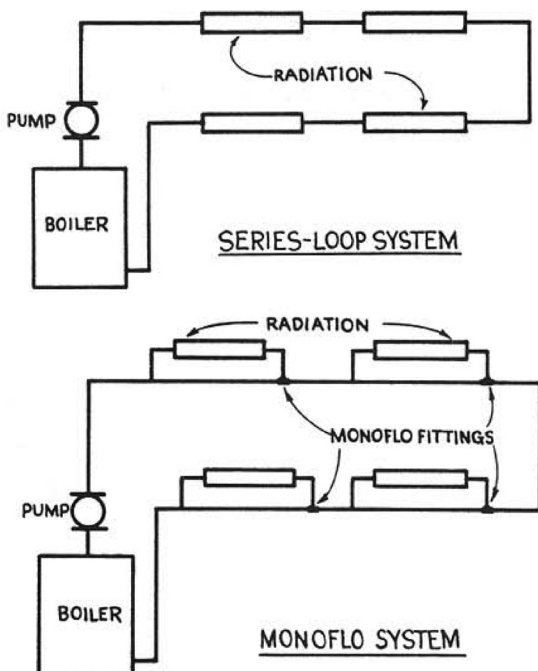 RADIATION
PUMP
BOILER
SERIES-LOOP SYSTEM
RADIATION
MONOFLO FITTINGS
PUMP
BOILER
MONOFLO SYSTEM